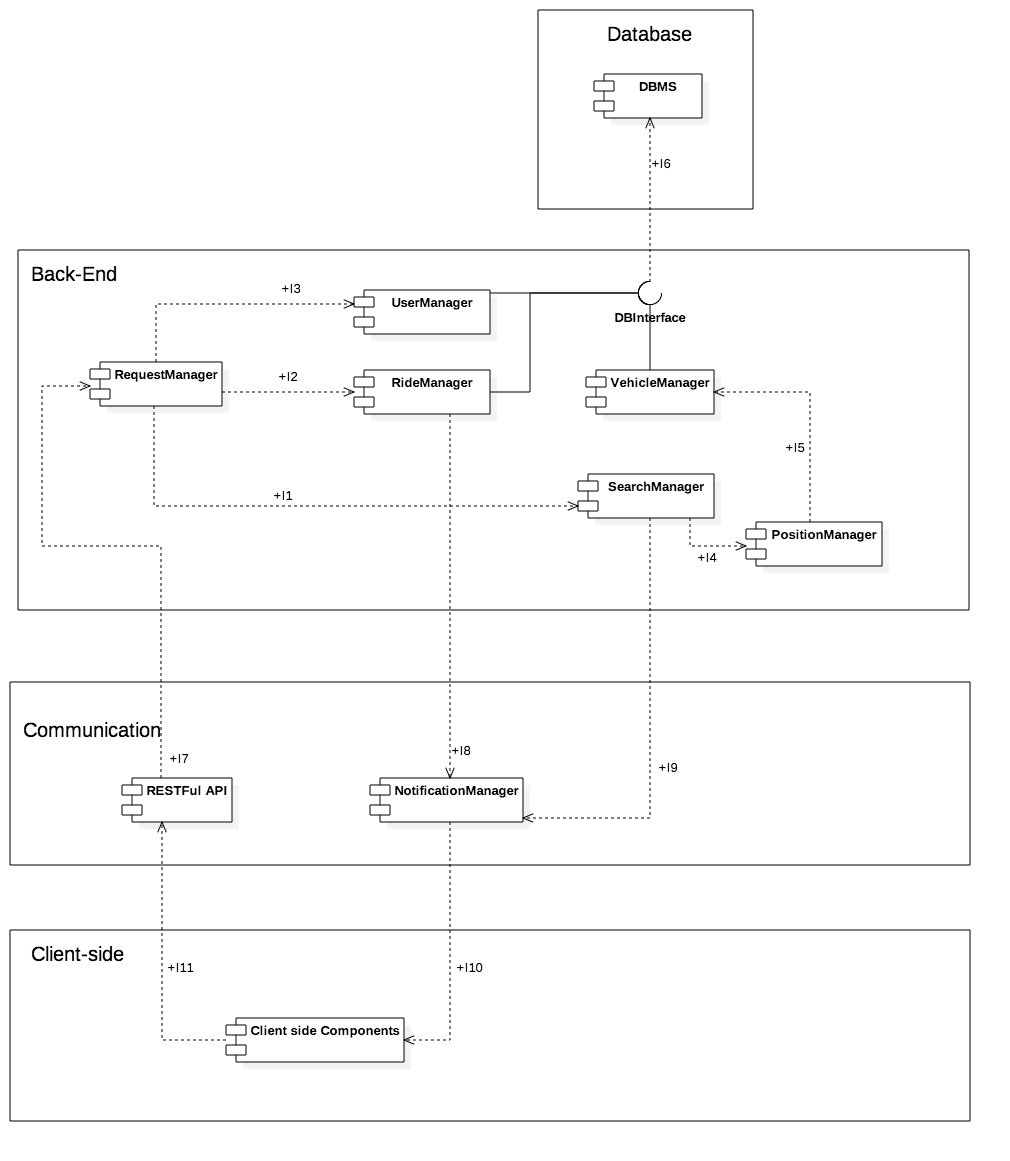 Database
DBMS
+I6
Back-End
+I3
UserManager
DBInterface
RequestManager
+I2
RideManager
VehicleManager
+I5
+I1
SearchManager
PositionManager
+I4
Communication
+I7
+I8
+I9
RESTFul API
NotificationManager
Client-side
+I11
+I10
Client side Components